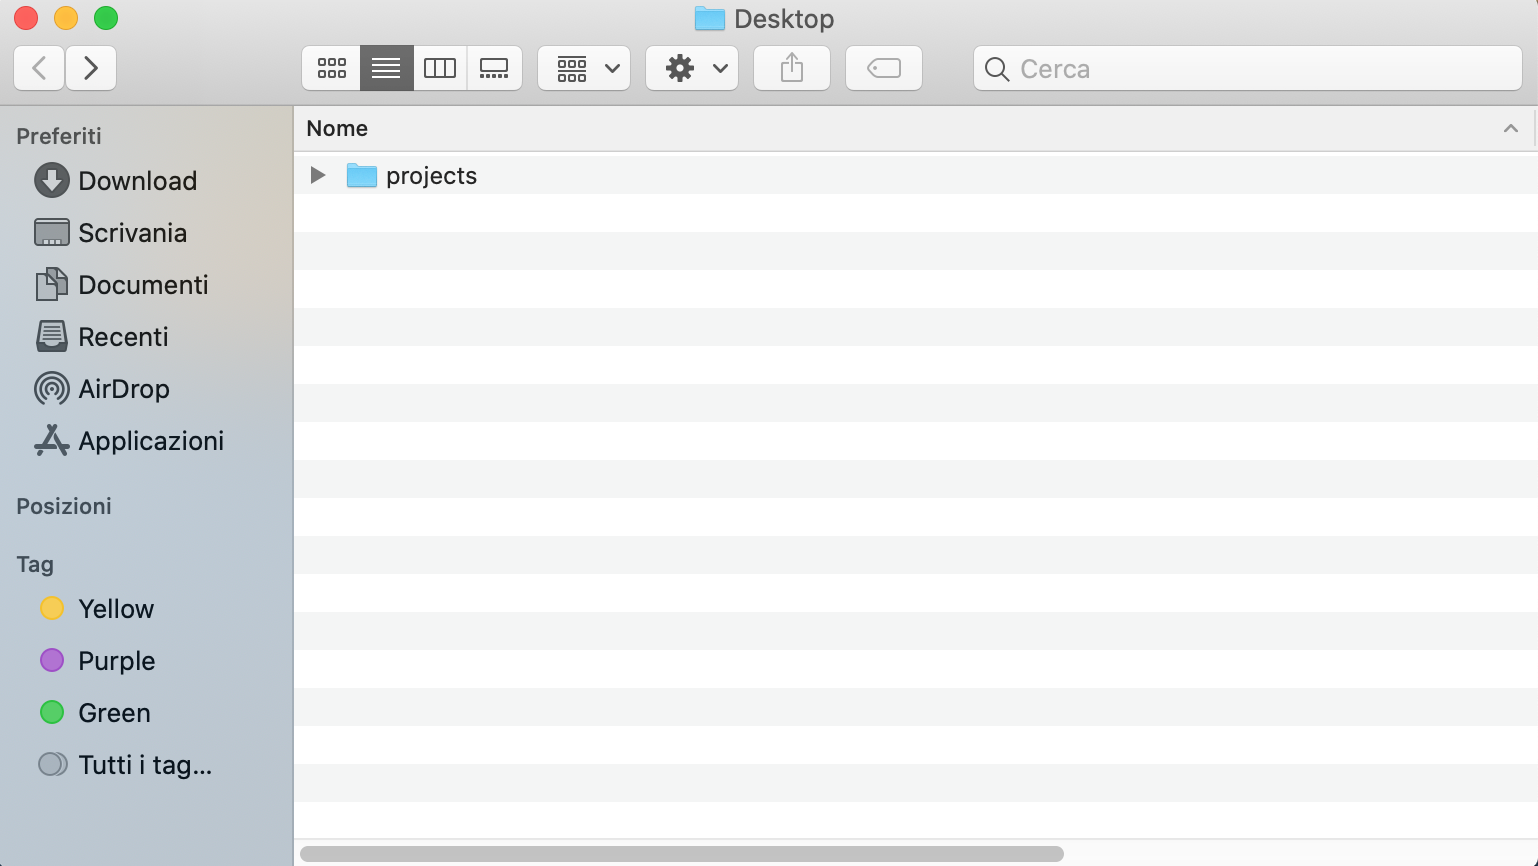 Desktop
Cerca
Preferiti
Download
Scrivania
Documenti
Recenti
AirDrop
Applicazioni
Posizioni
Tag
Yellow
Purple
Green
Tutti i tag...
Nome
projects